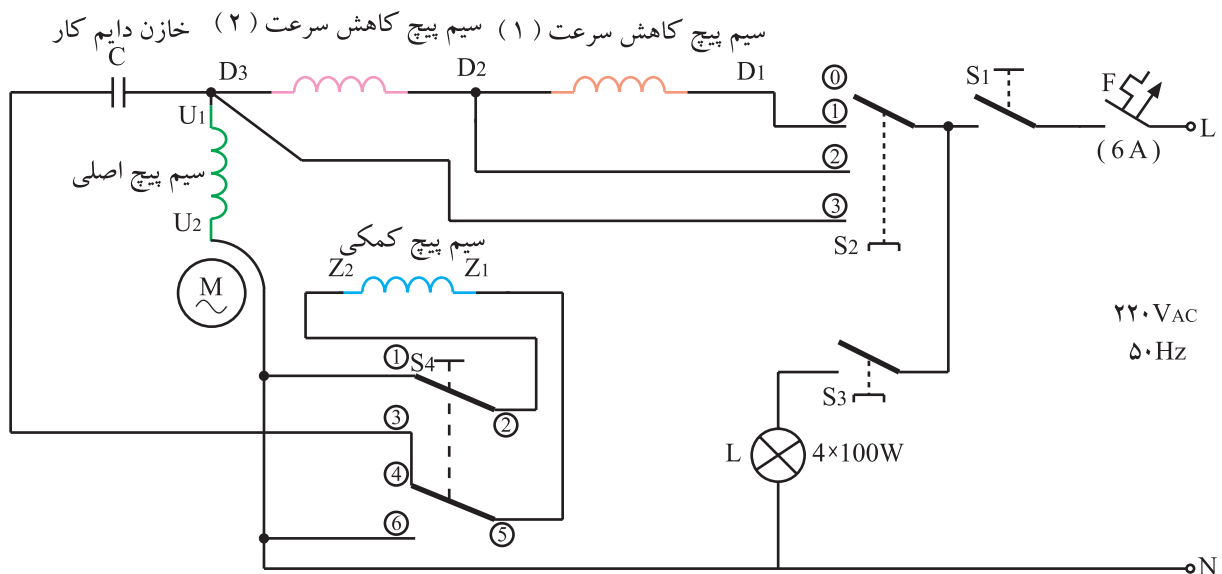 خازن دایم کار
سیم پیچ کاهش سرعت ( ۲ )
سیم پیچ کاهش سرعت ( ۱ )
C
D3
D2
D1
⓪
S1
F
①
L
U1
( 6 A )
②
سیم پیچ اصلی
③
U2
S2
سیم پیچ کمکی
Z2
Z1
M
۲۲۰VAC
۵۰Hz
①
S4
S3
③
②
L
4×100W
④
⑥
⑤
N